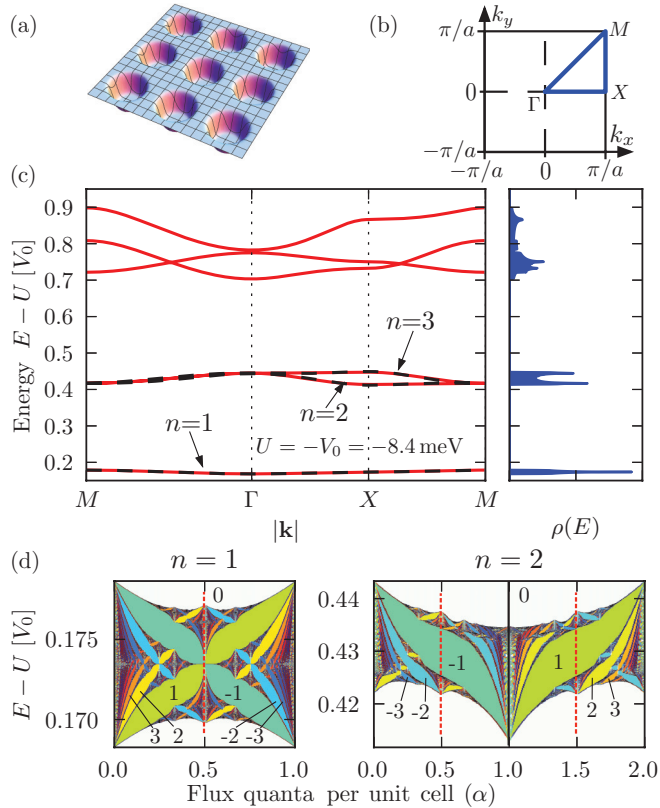 (a)
(b)
k_y
π/a
M
0
Γ
X
k_x
−π/a
−π/a
0
π/a
(c)
0.9
0.8
0.7
0.6
0.5
0.4
0.3
0.2
Energy E − U [V₀]
n=3
n=2
n=1
U = −V₀ = −8.4 meV
M
Γ
X
M
|k|
ρ(E)
(d)
n = 1
n = 2
E − U [V₀]
0.175
0.170
0
1
-1
3
2
-2
-3
0.0
0.5
1.0
0.44
0.43
0.42
0
-1
1
-3
-2
2
3
0.0
0.5
1.0
1.5
2.0
Flux quanta per unit cell (α)